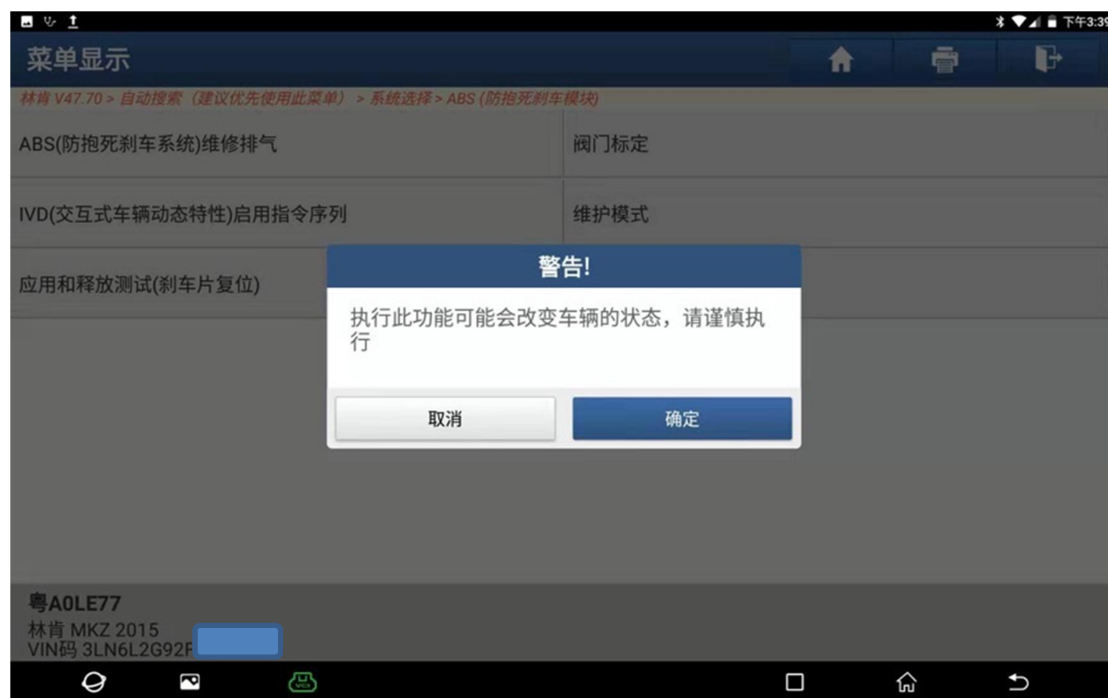 下午3:39
菜单显示
林肯 V47.70 > 自动搜索（建议优先使用此菜单）> 系统选择 > ABS (防抱死刹车模块)
ABS(防抱死刹车系统)维修排气
阀门标定
IVD(交互式车辆动态特性)启用指令序列
维护模式
应用和释放测试(刹车片复位)
警告!
执行此功能可能会改变车辆的状态，请谨慎执
行
取消
确定
粤A0LE77
林肯 MKZ 2015
VIN码 3LN6L2G92F
VCI